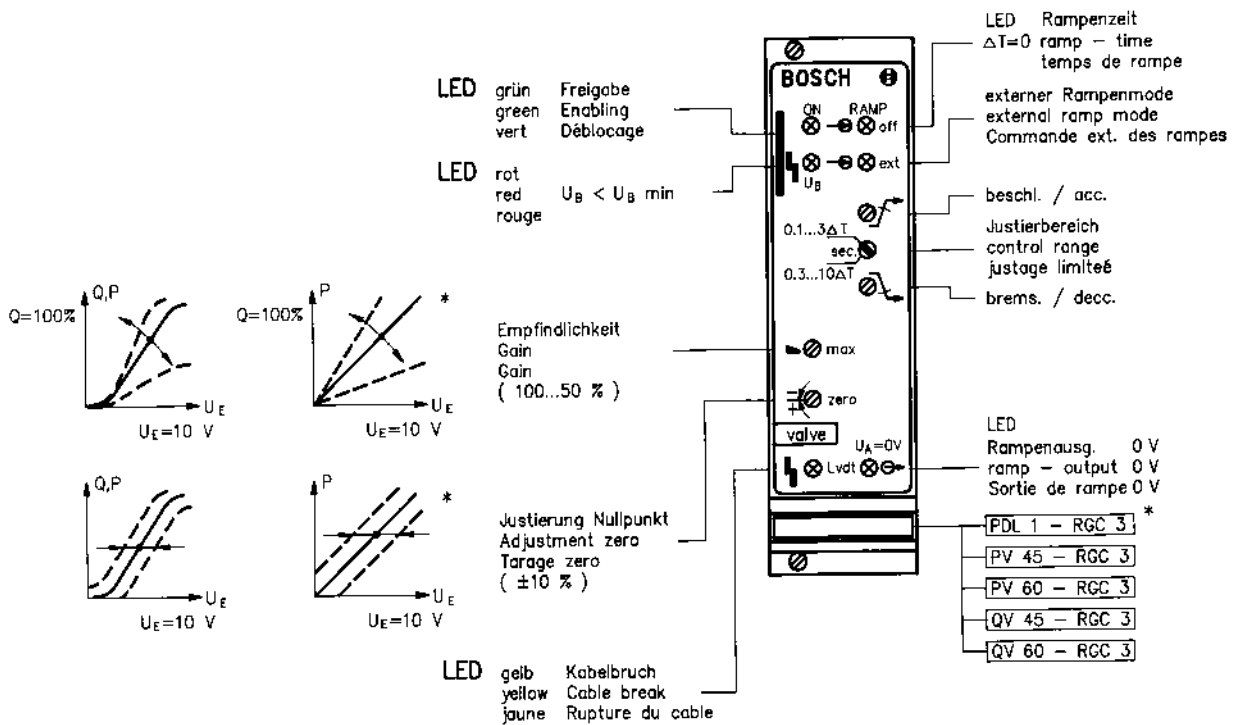 LED Rampenzeit
ΔT=0 ramp – time
temps de rampe
externer Rampenmode
external ramp mode
Commande ext. des rampes
beschl. / acc.
Justierbereich
control range
justage limiteé
brems. / decc.
LED grün Freigabe
green Enabling
vert Déblocage
LED rot
red U_B < U_B min
rouge
BOSCH
ON RAMP
off
ext
U_B
0.1...3ΔT
sec.
0.3...10ΔT
max
zero
valve
U_A=0V
Lvdt
Q,P
Q=100%
U_E
U_E=10 V
P *
Q=100%
U_E
U_E=10 V
Empfindlichkeit
Gain
Gain
( 100...50 % )
Q,P
U_E
U_E=10 V
P *
U_E
U_E=10 V
Justierung Nullpunkt
Adjustment zero
Tarage zero
( ±10 % )
LED
Rampenausg. 0 V
ramp – output 0 V
Sortie de rampe 0 V
PDL 1 – RGC 3 *
PV 45 – RGC 3
PV 60 – RGC 3
QV 45 – RGC 3
QV 60 – RGC 3
LED gelb Kabelbruch
yellow Cable break
jaune Rupture du cable